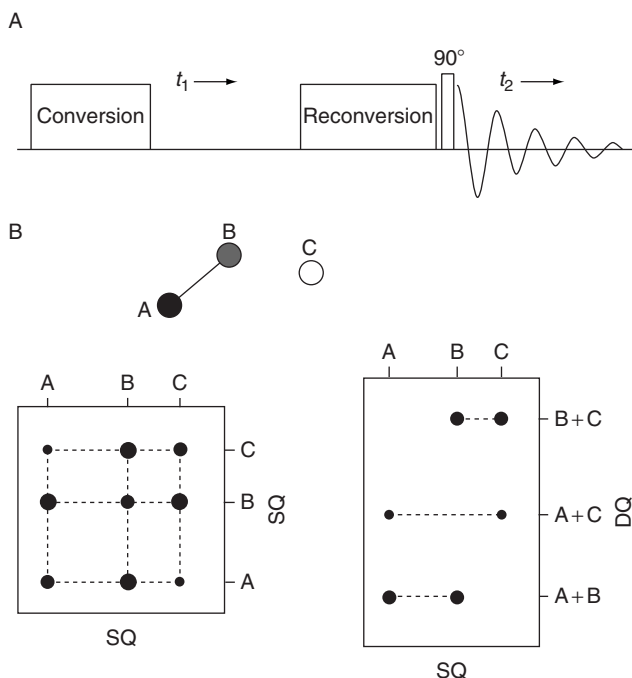 A
90°
t1
t2
Conversion
Reconversion
B
B
C
A
A B C
C
B
A
SQ
SQ
A B C
B+C
A+C
A+B
DQ
SQ